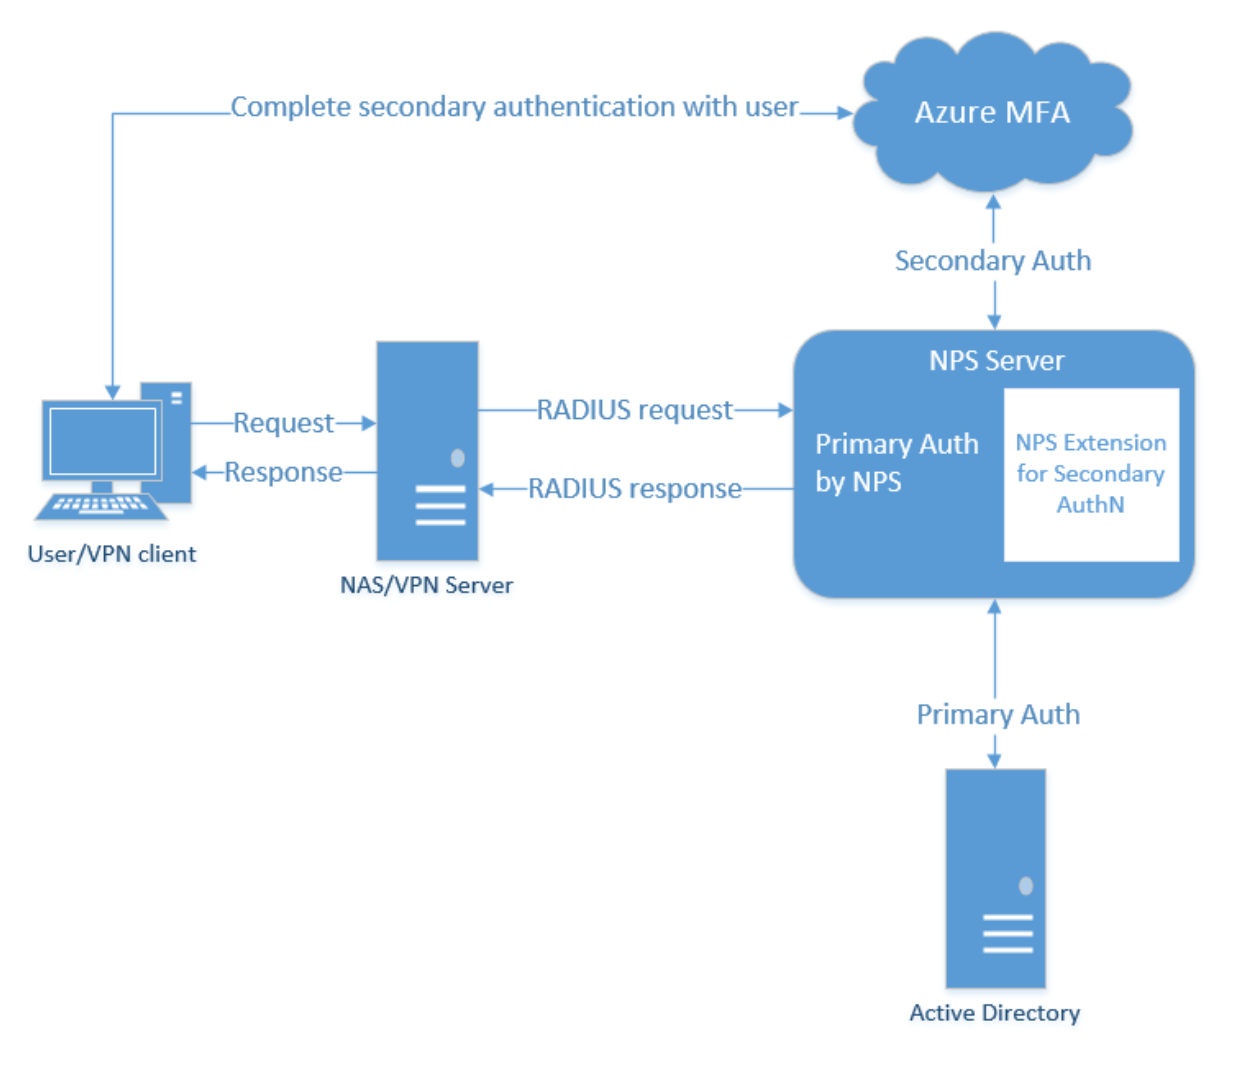 Complete secondary authentication with user
Azure MFA
Secondary Auth
NPS Server
Request
RADIUS request
Primary Auth
by NPS
NPS Extension
for Secondary
AuthN
Response
RADIUS response
User/VPN client
NAS/VPN Server
Primary Auth
Active Directory